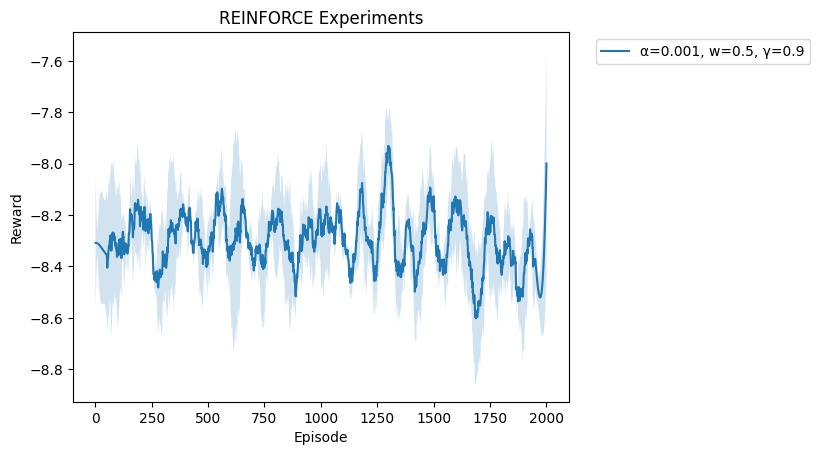 REINFORCE Experiments
α=0.001, w=0.5, γ=0.9
Reward
−7.6
−7.8
−8.0
−8.2
−8.4
−8.6
−8.8
0 250 500 750 1000 1250 1500 1750 2000
Episode